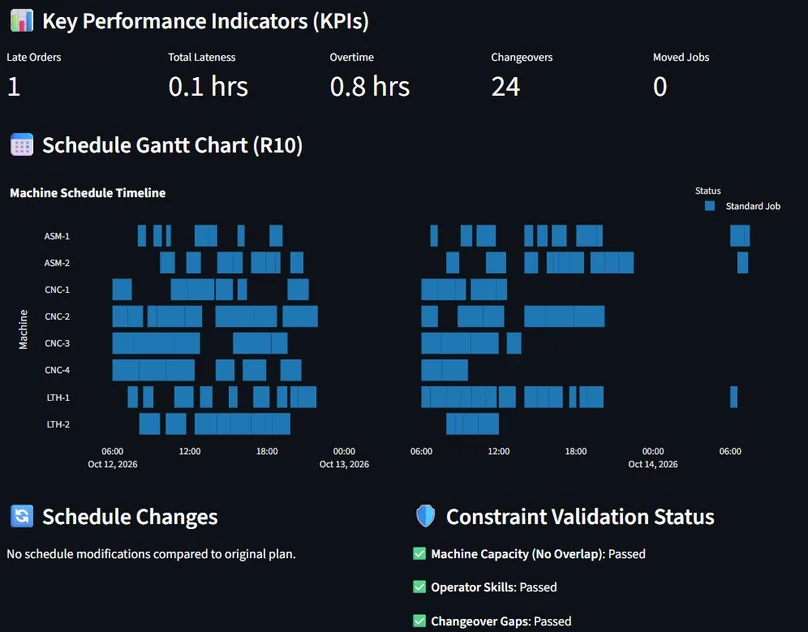 Key Performance Indicators (KPIs)
Late Orders
1
Total Lateness
0.1 hrs
Overtime
0.8 hrs
Changeovers
24
Moved Jobs
0
Schedule Gantt Chart (R10)
Machine Schedule Timeline
Status
Standard Job
Machine
ASM-1
ASM-2
CNC-1
CNC-2
CNC-3
CNC-4
LTH-1
LTH-2
06:00 12:00 18:00 00:00 06:00 12:00 18:00 00:00 06:00
Oct 12, 2026 Oct 13, 2026 Oct 14, 2026
Schedule Changes
No schedule modifications compared to original plan.
Constraint Validation Status
Machine Capacity (No Overlap): Passed
Operator Skills: Passed
Changeover Gaps: Passed